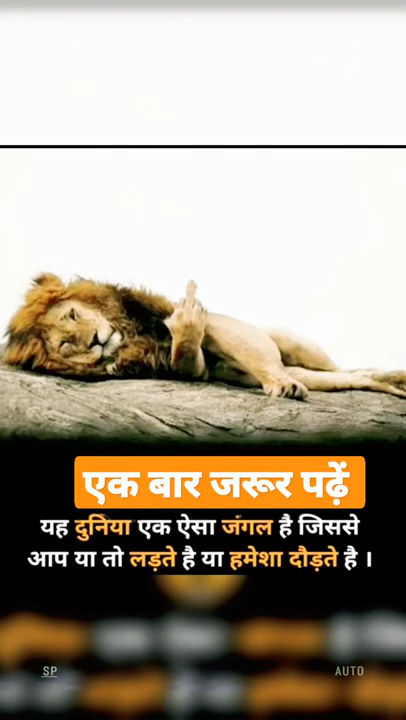 एक बार जरूर पढ़ें
यह दुनिया एक ऐसा जंगल है जिससे
आप या तो लड़ते है या हमेशा दौड़ते है ।
SP
AUTO